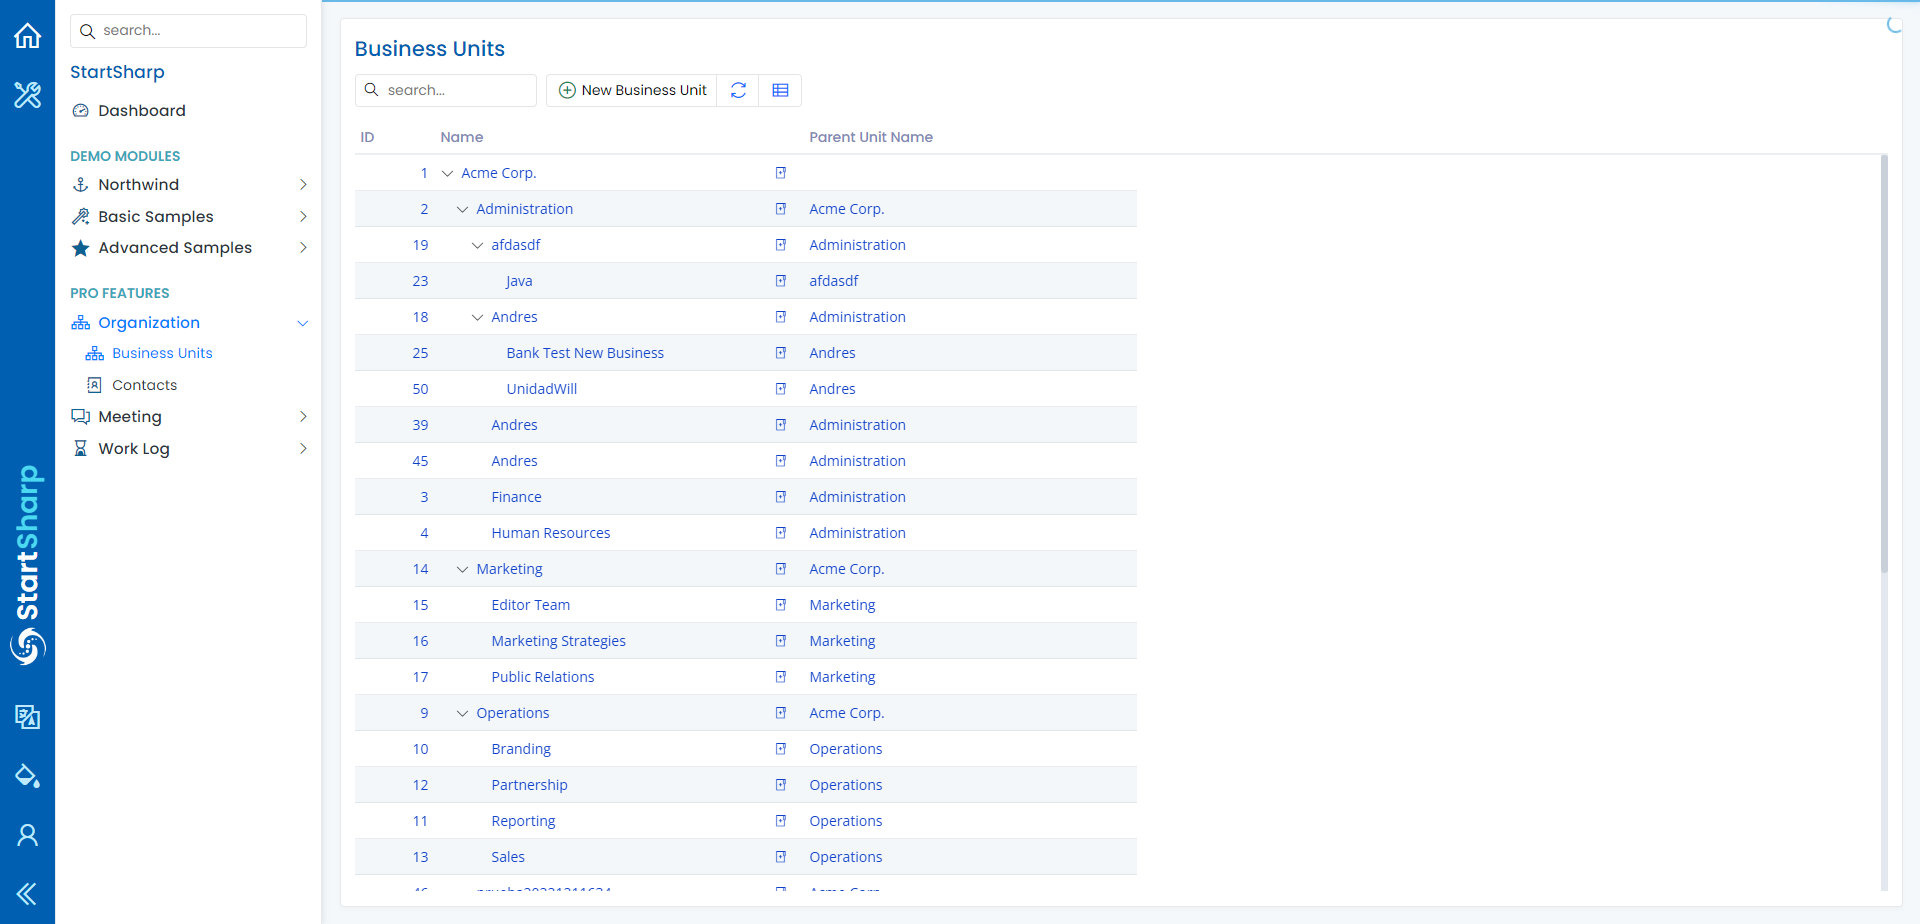 search...
StartSharp
Dashboard
DEMO MODULES
Northwind
Basic Samples
Advanced Samples
PRO FEATURES
Organization
Business Units
Contacts
Meeting
Work Log
StartSharp
Business Units
search...
New Business Unit
ID Name Parent Unit Name
1 Acme Corp.
2 Administration Acme Corp.
19 afdasdf Administration
23 Java afdasdf
18 Andres Administration
25 Bank Test New Business Andres
50 UnidadWill Andres
39 Andres Administration
45 Andres Administration
3 Finance Administration
4 Human Resources Administration
14 Marketing Acme Corp.
15 Editor Team Marketing
16 Marketing Strategies Marketing
17 Public Relations Marketing
9 Operations Acme Corp.
10 Branding Operations
12 Partnership Operations
11 Reporting Operations
13 Sales Operations
Acme Corp.